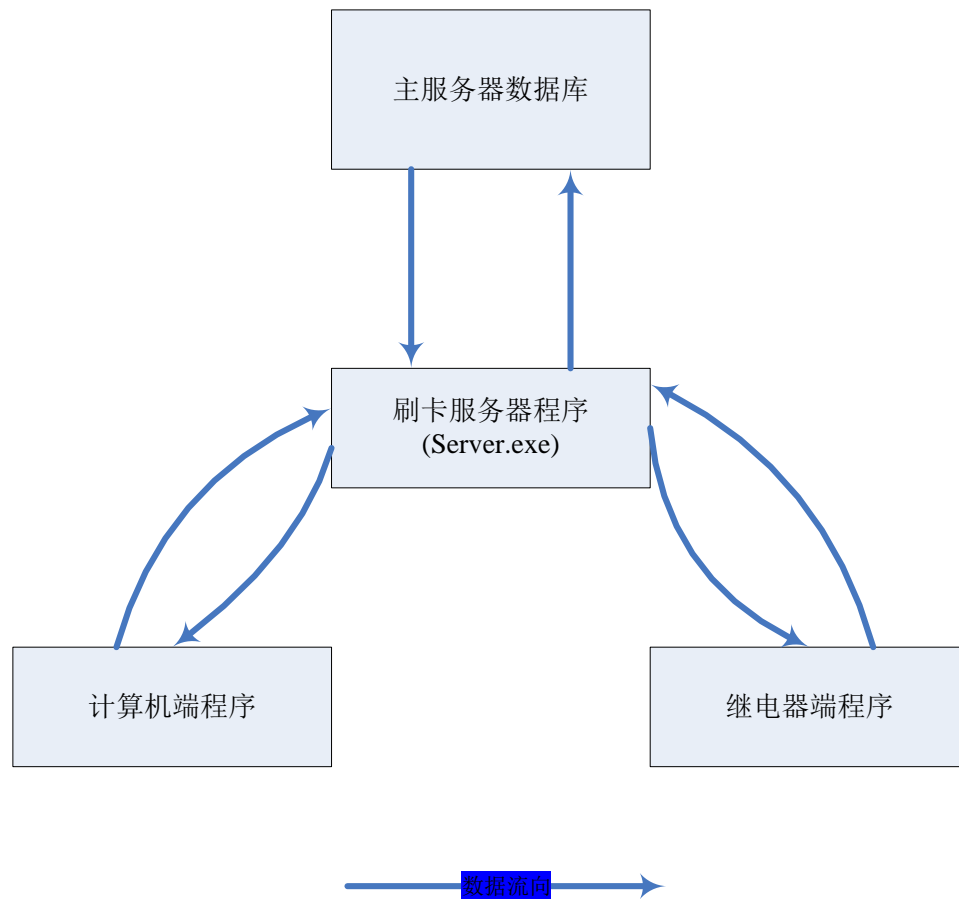 主服务器数据库
刷卡服务器程序
(Server.exe)
计算机端程序
继电器端程序
数据流向